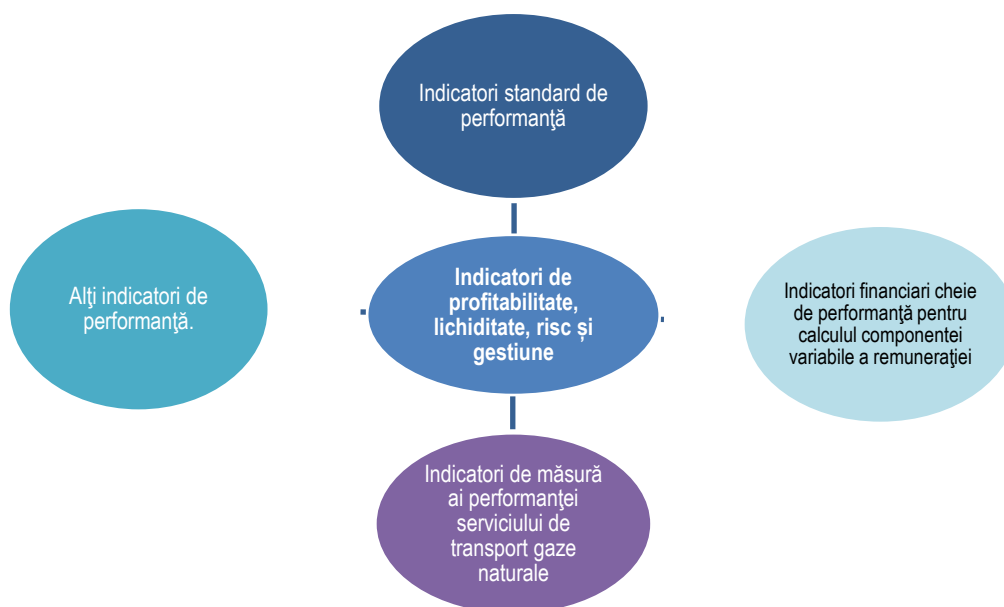 Indicatori standard de
performanţă
Alţi indicatori de
performanţă.
Indicatori de
profitabilitate,
lichiditate, risc și
gestiune
Indicatori financiari cheie
de performanţă pentru
calculul componentei
variabile a remuneraţiei
Indicatori de măsură
ai performanţei
serviciului de
transport gaze
naturale